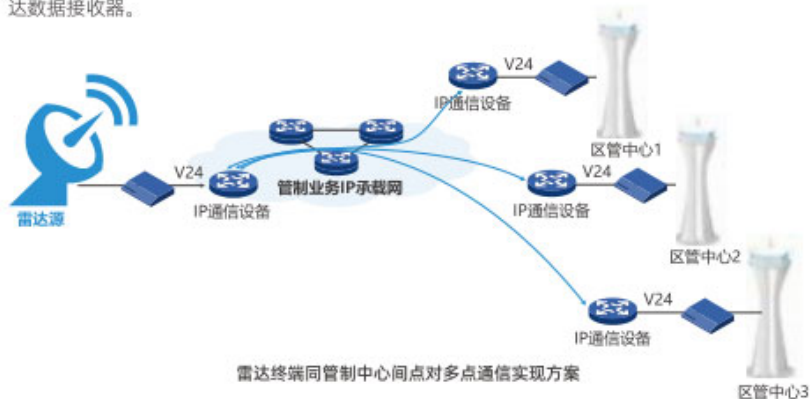 达数据接收器。
V24
IP通信设备
区管中心1
V24
雷达源
IP通信设备
管制业务IP承载网
V24
IP通信设备
区管中心2
V24
IP通信设备
雷达终端同管制中心间点对多点通信实现方案
区管中心3